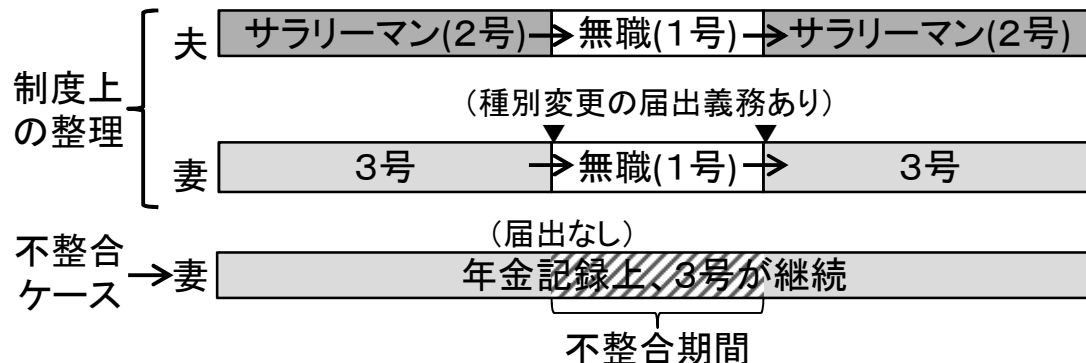 夫
サラリーマン(２号)
無職(１号)
サラリーマン(２号)
制度上
の整理
（種別変更の届出義務あり）
妻
３号
無職(１号)
３号
（届出なし）
不整合
ケース
妻
年金記録上、３号が継続
不整合期間